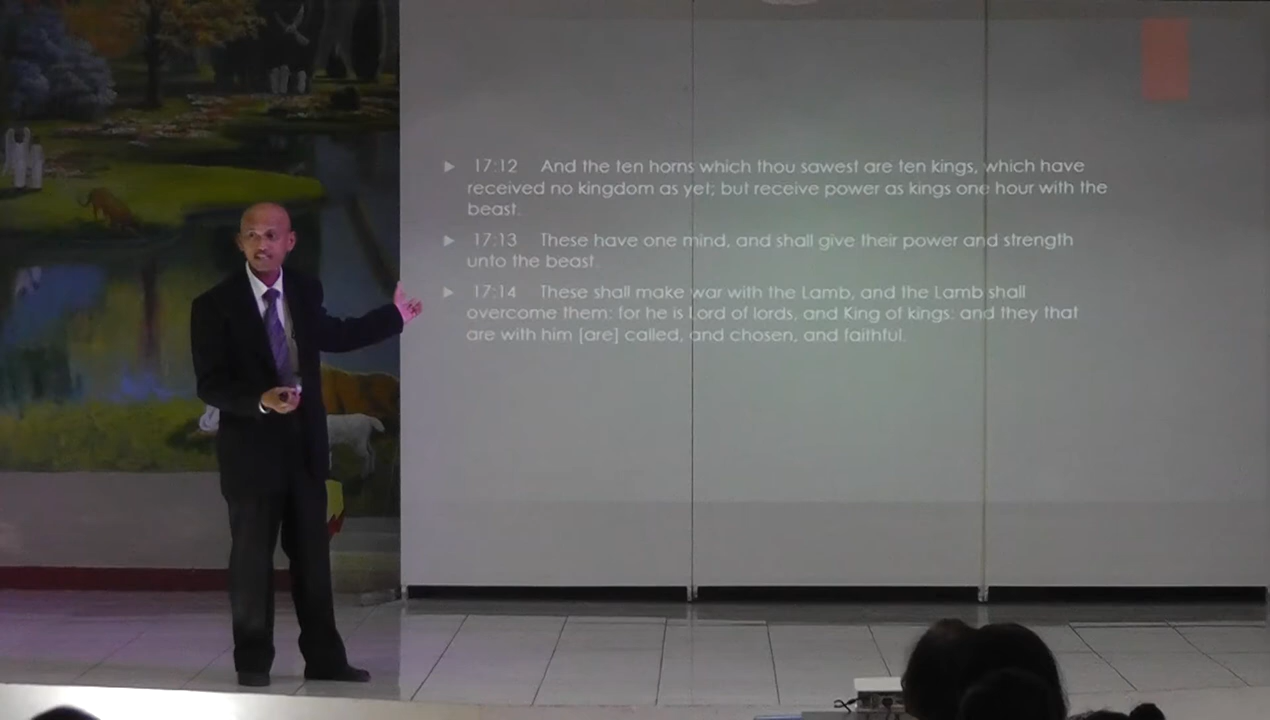 17:12 And the ten horns which thou sawest are ten kings, which have
received no kingdom as yet; but receive power as kings one hour with the
beast.
17:13 These have one mind, and shall give their power and strength
unto the beast.
17:14 These shall make war with the Lamb, and the Lamb shall
overcome them: for he is Lord of lords, and King of kings: and they that
are with him [are] called, and chosen, and faithful.